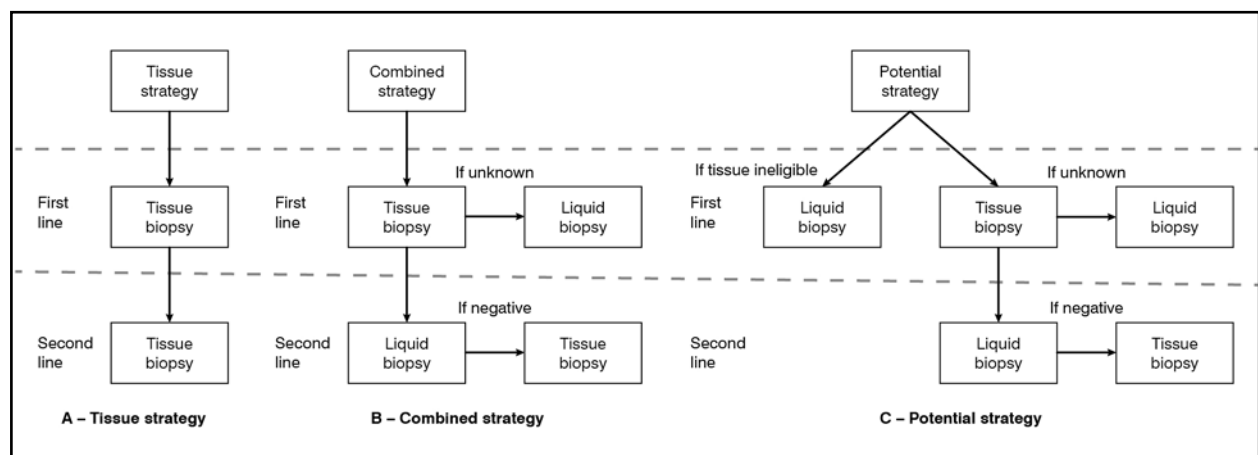 Tissue
strategy
Combined
strategy
Potential
strategy
First
line
Tissue
biopsy
First
line
Tissue
biopsy
If unknown
Liquid
biopsy
First
line
If tissue ineligible
Liquid
biopsy
Tissue
biopsy
If unknown
Liquid
biopsy
Second
line
Tissue
biopsy
Second
line
Liquid
biopsy
If negative
Tissue
biopsy
Second
line
Liquid
biopsy
If negative
Tissue
biopsy
A – Tissue strategy
B – Combined strategy
C – Potential strategy